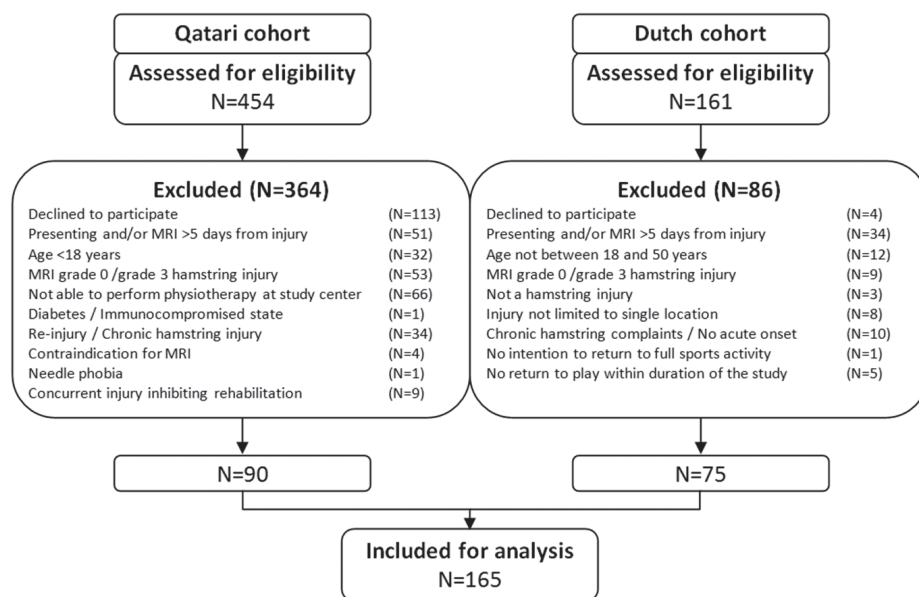 Qatari cohort
Assessed for eligibility
N=454
Excluded (N=364)
Declined to participate (N=113)
Presenting and/or MRI >5 days from injury (N=51)
Age <18 years (N=32)
MRI grade 0 /grade 3 hamstring injury (N=53)
Not able to perform physiotherapy at study center (N=66)
Diabetes / Immunocompromised state (N=1)
Re-injury / Chronic hamstring injury (N=34)
Contraindication for MRI (N=4)
Needle phobia (N=1)
Concurrent injury inhibiting rehabilitation (N=9)
N=90
Dutch cohort
Assessed for eligibility
N=161
Excluded (N=86)
Declined to participate (N=4)
Presenting and/or MRI >5 days from injury (N=34)
Age not between 18 and 50 years (N=12)
MRI grade 0 /grade 3 hamstring injury (N=9)
Not a hamstring injury (N=3)
Injury not limited to single location (N=8)
Chronic hamstring complaints / No acute onset (N=10)
No intention to return to full sports activity (N=1)
No return to play within duration of the study (N=5)
N=75
Included for analysis
N=165